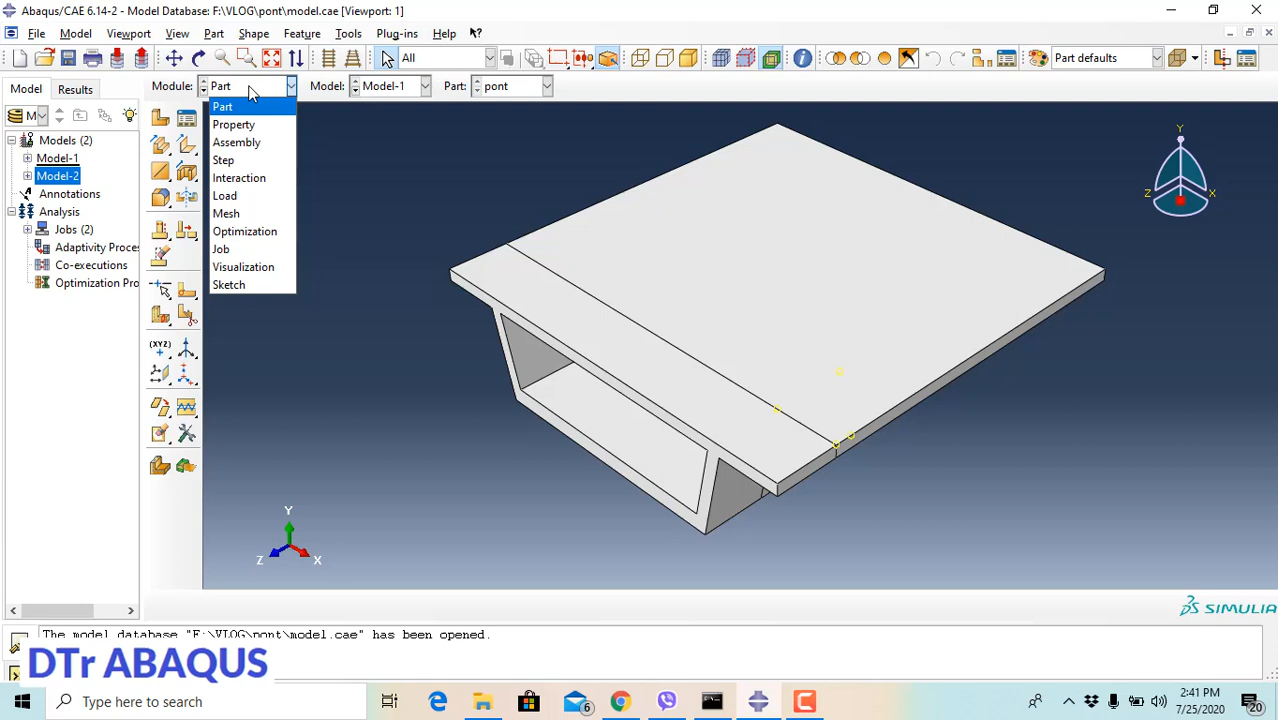 Abaqus/CAE 6.14-2 - Model Database: F:\VLOG\pont\model.cae [Viewport: 1]
File Model Viewport View Part Shape Feature Tools Plug-ins Help
All
Part defaults
Model Results
Module: Part Model: Model-1 Part: pont
M
Models (2)
Model-1
Model-2
Annotations
Analysis
Jobs (2)
Adaptivity Proce
Co-executions
Optimization Pro
Part
Property
Assembly
Step
Interaction
Load
Mesh
Optimization
Job
Visualization
Sketch
(XYZ)
Y
Z X
Y
Z X
SIMULIA
The model database "F:\VLOG\pont\model.cae" has been opened.
DTr ABAQUS
Type here to search
6
2:41 PM
7/25/2020
20